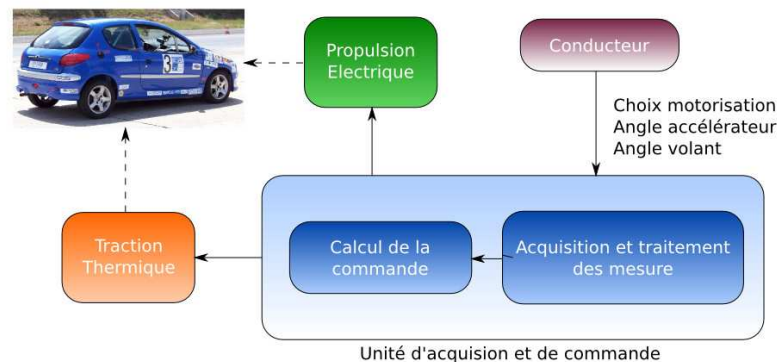 Propulsion
Electrique
Conducteur
3
Choix motorisation
Angle accélérateur
Angle volant
Traction
Thermique
Calcul de la
commande
Acquisition et traitement
des mesure
Unité d'acquision et de commande